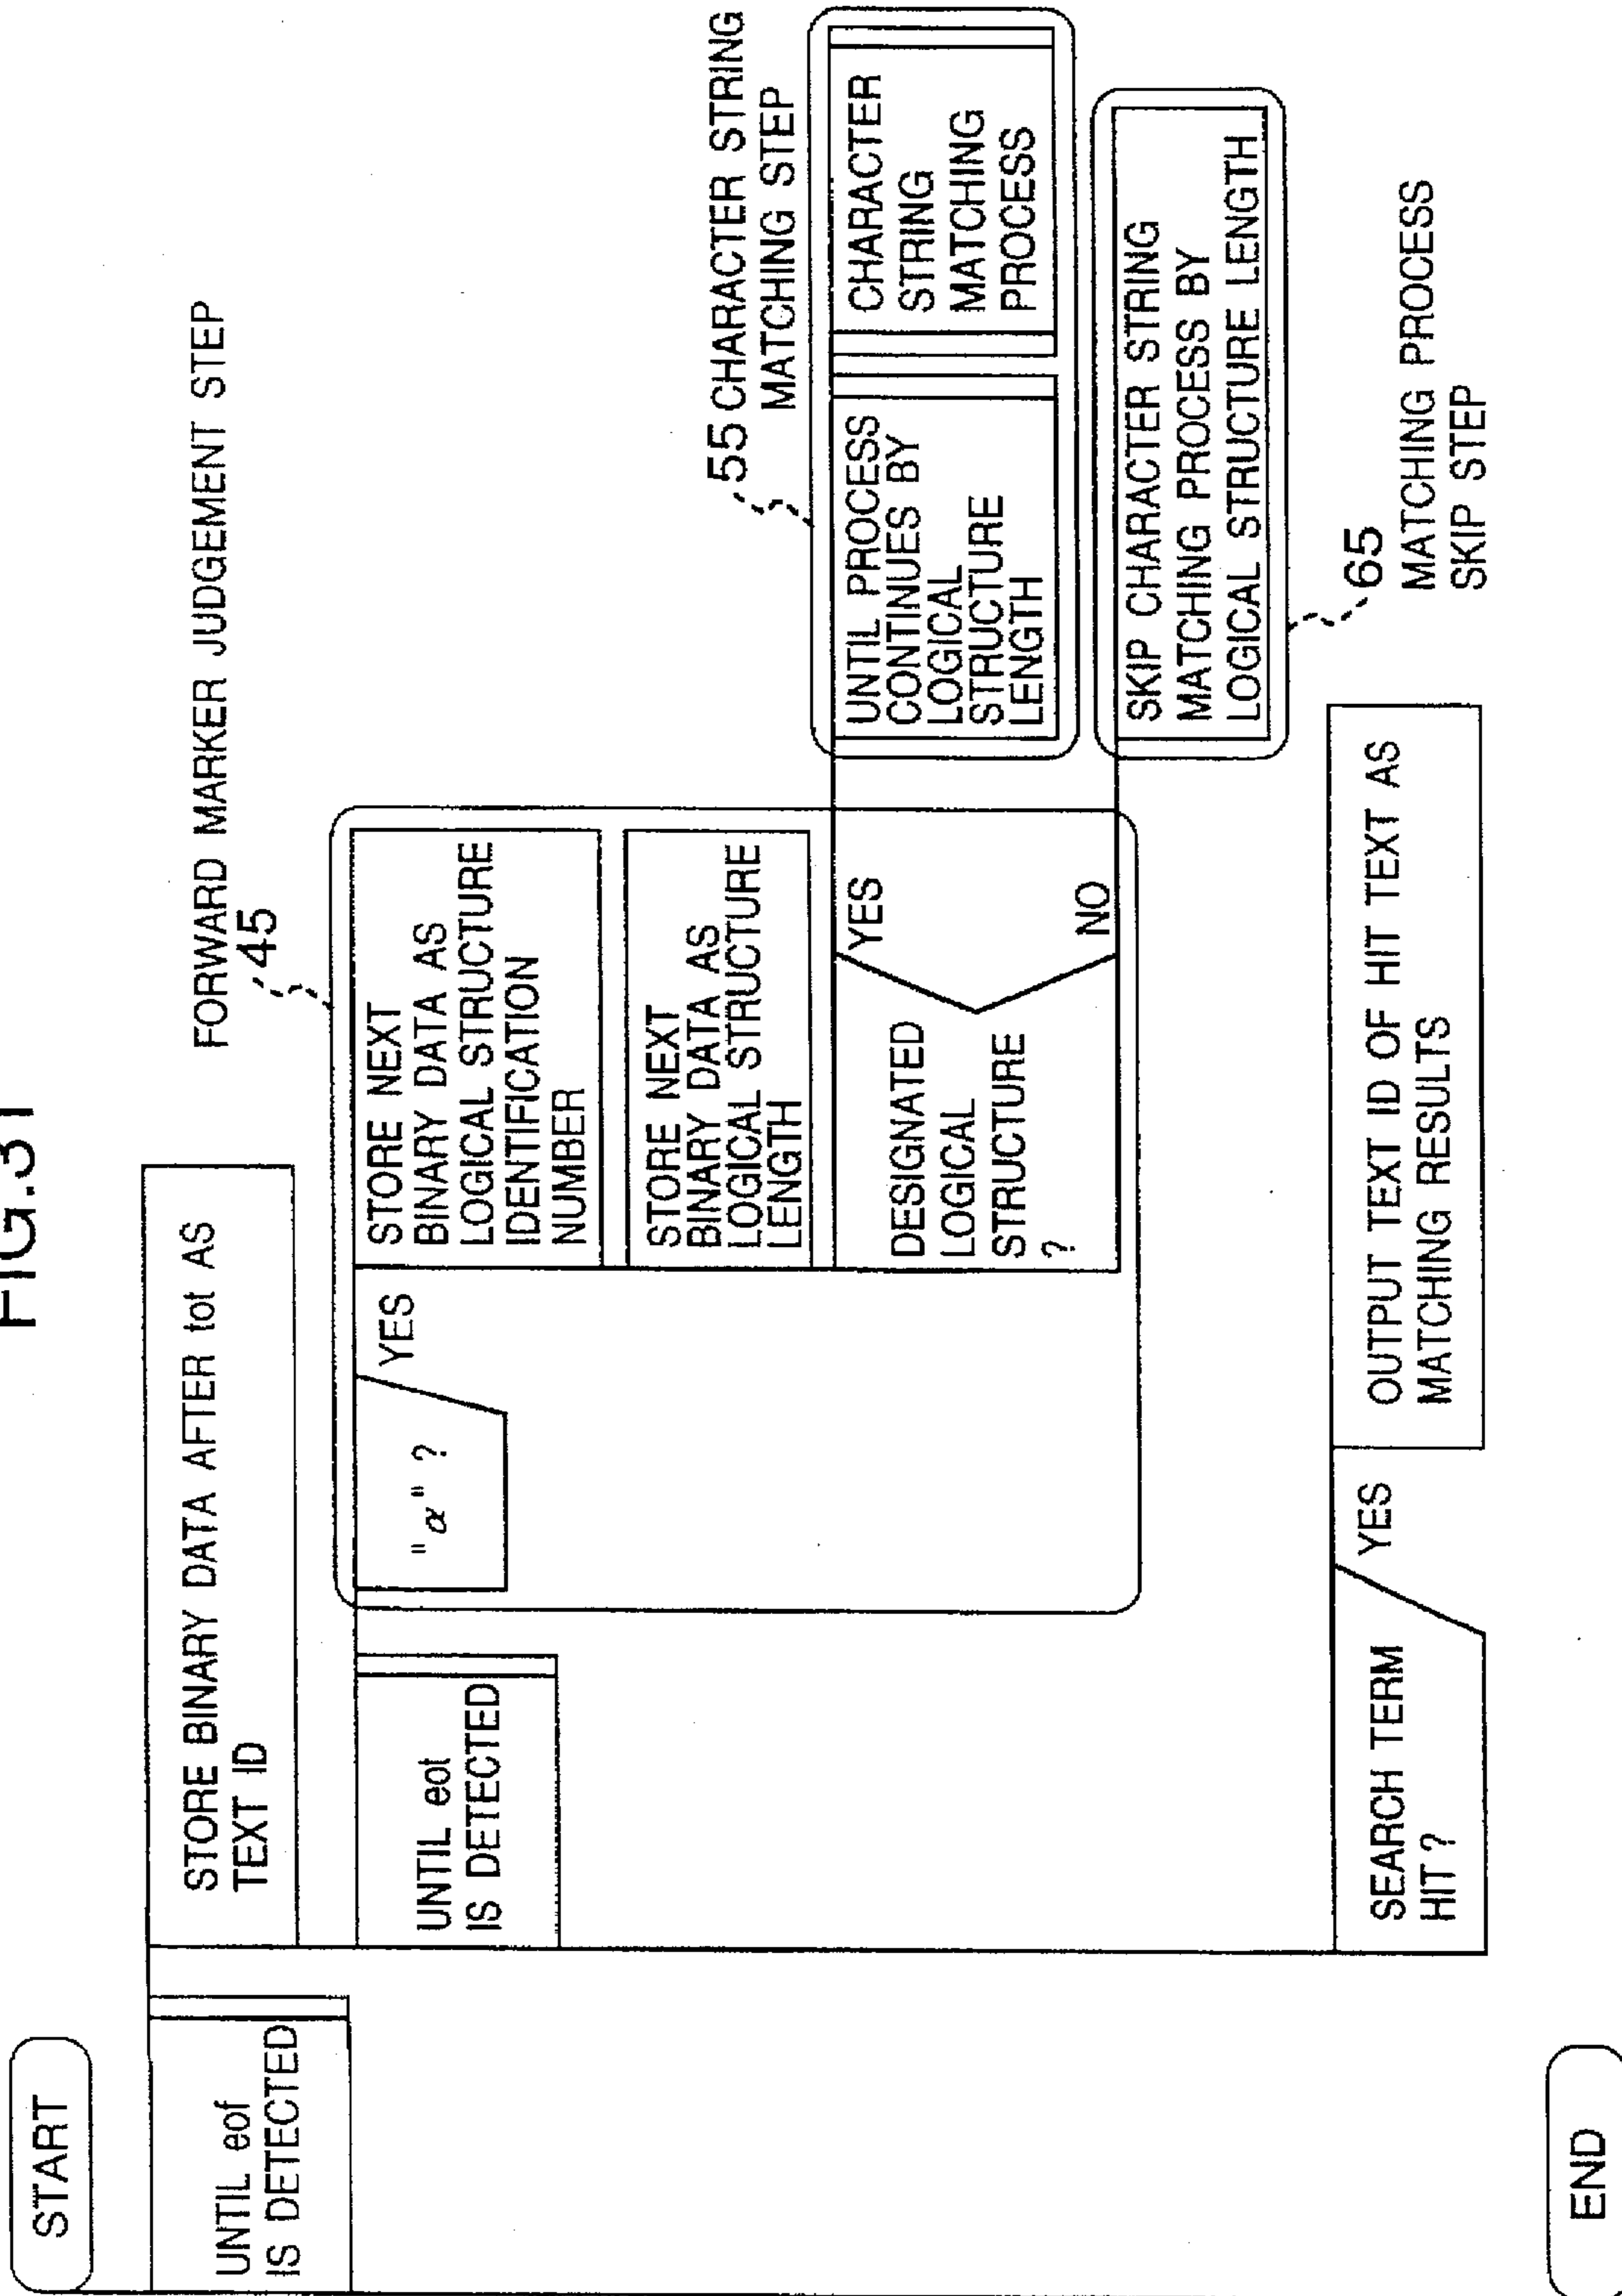 FIG.31
START
UNTIL eof
IS DETECTED
STORE BINARY DATA AFTER tot AS
TEXT ID
UNTIL eot
IS DETECTED
FORWARD MARKER JUDGEMENT STEP
45
"α" ?
YES
STORE NEXT
BINARY DATA AS
LOGICAL STRUCTURE
IDENTIFICATION
NUMBER
STORE NEXT
BINARY DATA AS
LOGICAL STRUCTURE
LENGTH
DESIGNATED
LOGICAL
STRUCTURE
?
YES
NO
55 CHARACTER STRING
MATCHING STEP
UNTIL PROCESS
CONTINUES BY
LOGICAL
STRUCTURE
LENGTH
CHARACTER
STRING
MATCHING
PROCESS
SKIP CHARACTER STRING
MATCHING PROCESS BY
LOGICAL STRUCTURE LENGTH
65
MATCHING PROCESS
SKIP STEP
SEARCH TERM
HIT ?
YES
OUTPUT TEXT ID OF HIT TEXT AS
MATCHING RESULTS
END